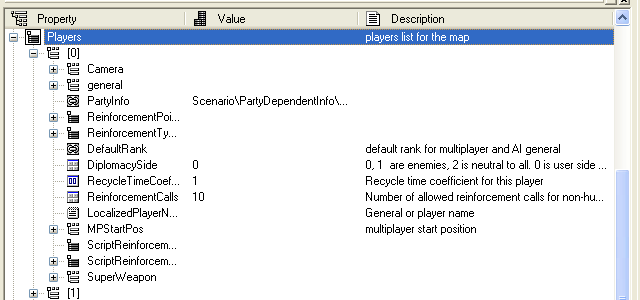 Property Value Description
Players players list for the map
[0]
Camera
general
PartyInfo Scenario\PartyDependentInfo\...
ReinforcementPoi...
ReinforcementTy...
DefaultRank default rank for multiplayer and AI general
DiplomacySide 0 0, 1  are enemies, 2 is neutral to all. 0 is user side ...
RecycleTimeCoef... 1 Recycle time coefficient for this player
ReinforcementCalls 10 Number of allowed reinforcement calls for non-hu...
LocalizedPlayerN... General or player name
MPStartPos multiplayer start position
ScriptReinforcem...
ScriptReinforcem...
SuperWeapon
[1]